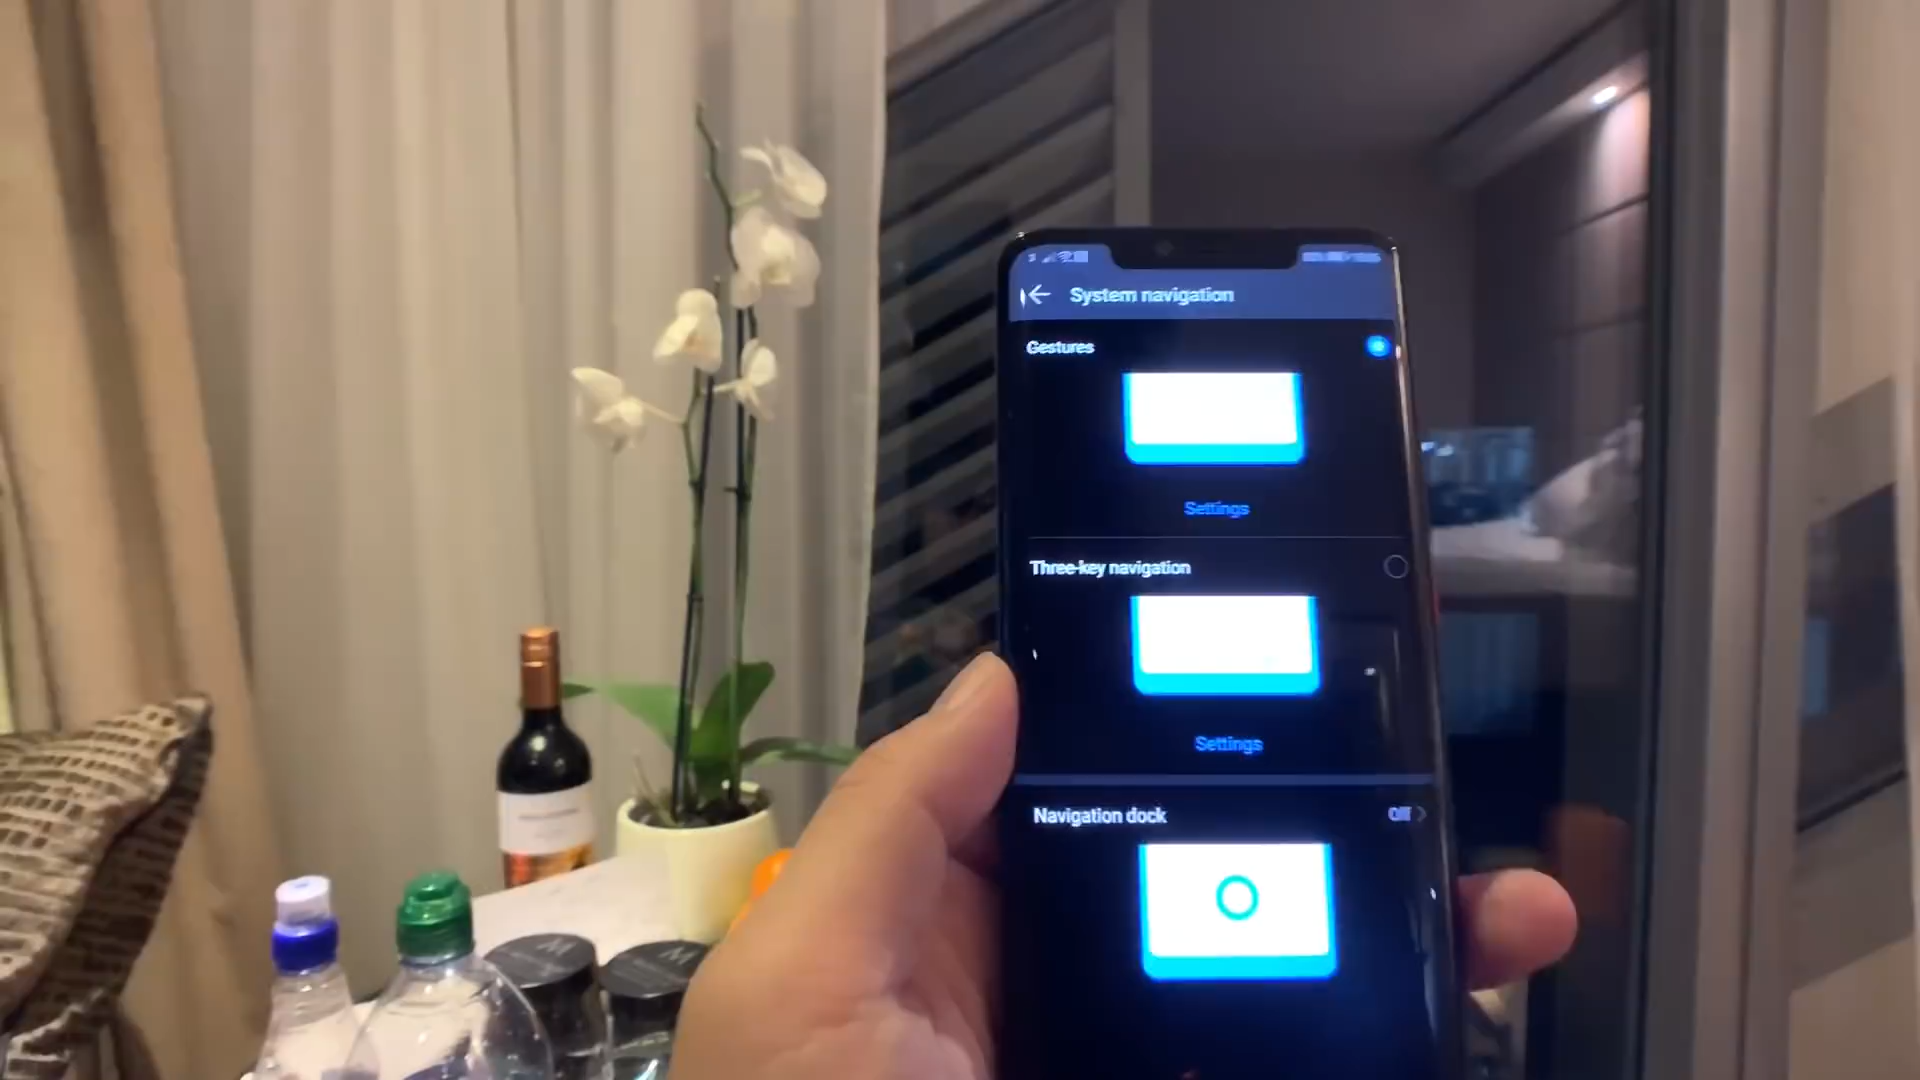 System navigation
Gestures
Settings
Three-key navigation
Settings
Navigation dock
Off
M
M